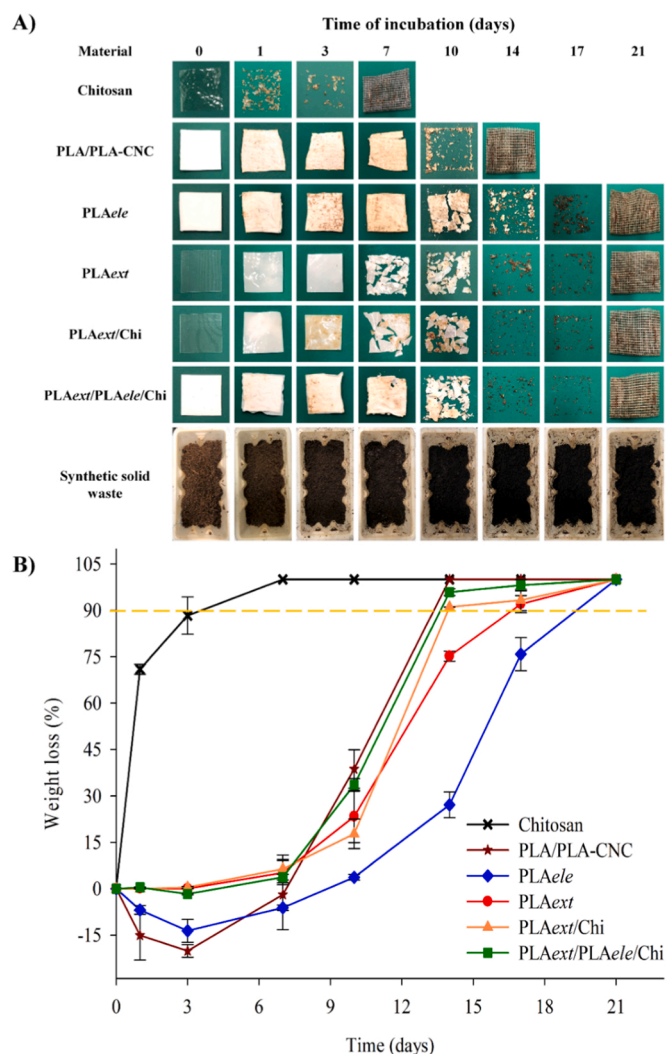 A)
Time of incubation (days)
Material 0 1 3 7 10 14 17 21
Chitosan
PLA/PLA-CNC
PLAele
PLAext
PLAext/Chi
PLAext/PLAele/Chi
Synthetic solid
waste
B)
105
90
75
60
45
30
15
0
-15
Weight loss (%)
Chitosan
PLA/PLA-CNC
PLAele
PLAext
PLAext/Chi
PLAext/PLAele/Chi
0 3 6 9 12 15 18 21
Time (days)